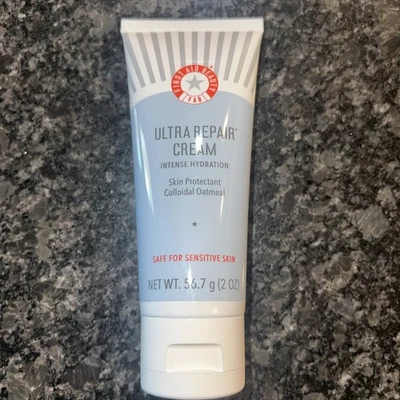 FIRST AID BEAUTY
FAB
ULTRA REPAIR®
CREAM
INTENSE HYDRATION
Skin Protectant
Colloidal Oatmeal
SAFE FOR SENSITIVE SKIN
NET WT. 56.7 g (2 OZ)